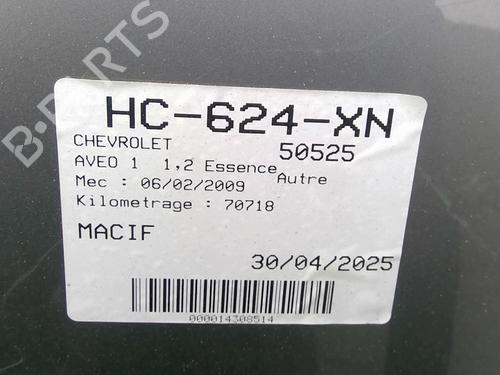 B-PARTS
HC-624-XN
CHEVROLET 50525
AVEO 1 1,2 Essence Autre
Mec : 06/02/2009
Kilometrage : 70718
MACIF
30/04/2025
000014308514